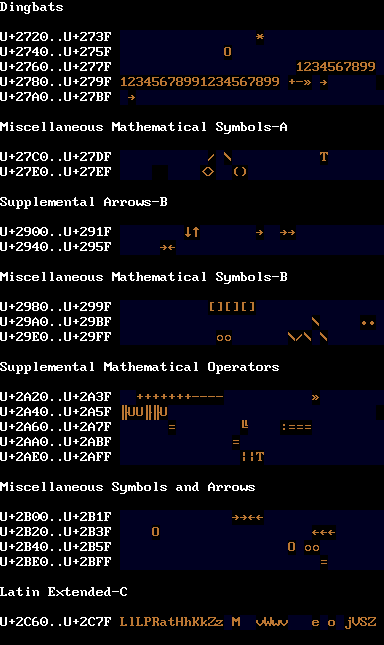 Dingbats
U+2720..U+273F *
U+2740..U+275F O
U+2760..U+277F 1234567899
U+2780..U+279F 12345678991234567899 +-» →
U+27A0..U+27BF →
Miscellaneous Mathematical Symbols-A
U+27C0..U+27DF / \ T
U+27E0..U+27EF ◇ ()
Supplemental Arrows-B
U+2900..U+291F ↓↑ → →→
U+2940..U+295F →←
Miscellaneous Mathematical Symbols-B
U+2980..U+299F [][][]
U+29A0..U+29BF \ ••
U+29E0..U+29FF oo \/\ \
Supplemental Mathematical Operators
U+2A20..U+2A3F +++++++---- »
U+2A40..U+2A5F ‖UU‖‖‖U
U+2A60..U+2A7F = ╙ :===
U+2AA0..U+2ABF =
U+2AE0..U+2AFF ¦¦T
Miscellaneous Symbols and Arrows
U+2B00..U+2B1F →→←←
U+2B20..U+2B3F O ←←←
U+2B40..U+2B5F O oo
U+2BE0..U+2BFF =
Latin Extended-C
U+2C60..U+2C7F LlLPRatHhKkZz M vWwv e o jVSZ